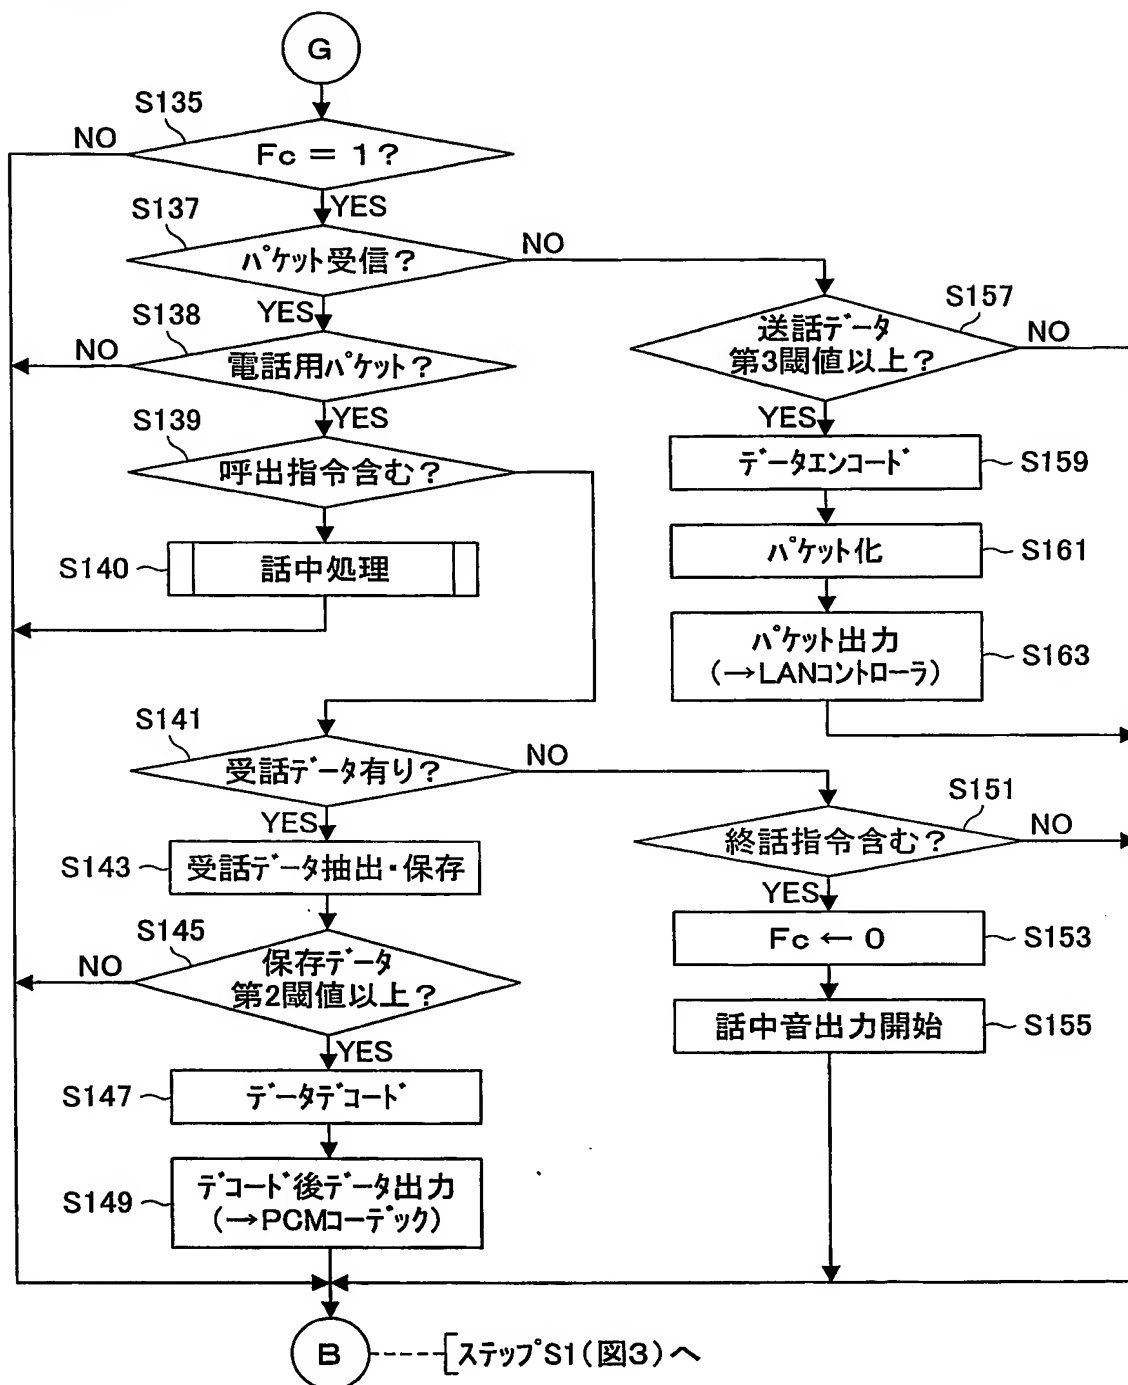 G
S135
NO
Fc = 1?
YES
S137
パケット受信?
NO
YES
S138
NO
電話用パケット?
YES
S139
呼出指令含む?
S140
話中処理
S157
送話データ
第3閾値以上?
NO
YES
データエンコード
S159
パケット化
S161
パケット出力
(→LANコントローラ)
S163
S141
受話データ有り?
NO
YES
S143
受話データ抽出・保存
S145
NO
保存データ
第2閾値以上?
YES
S147
データデコード
S149
デコード後データ出力
(→PCMコーデック)
S151
終話指令含む?
NO
YES
Fc ← 0
S153
話中音出力開始
S155
B
ステップS1(図3)へ